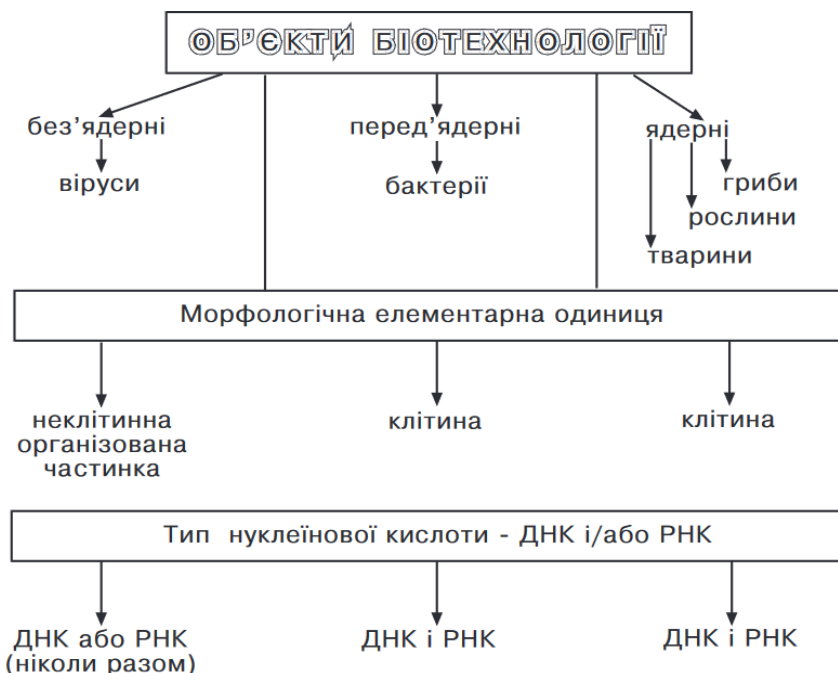 ОБ’ЄКТИ БІОТЕХНОЛОГІЇ
без’ядерні
перед’ядерні
ядерні
віруси
бактерії
гриби
рослини
тварини
Морфологічна елементарна одиниця
неклітинна
організована
частинка
клітина
клітина
Тип нуклеїнової кислоти - ДНК і/або РНК
ДНК або РНК
(ніколи разом)
ДНК і РНК
ДНК і РНК